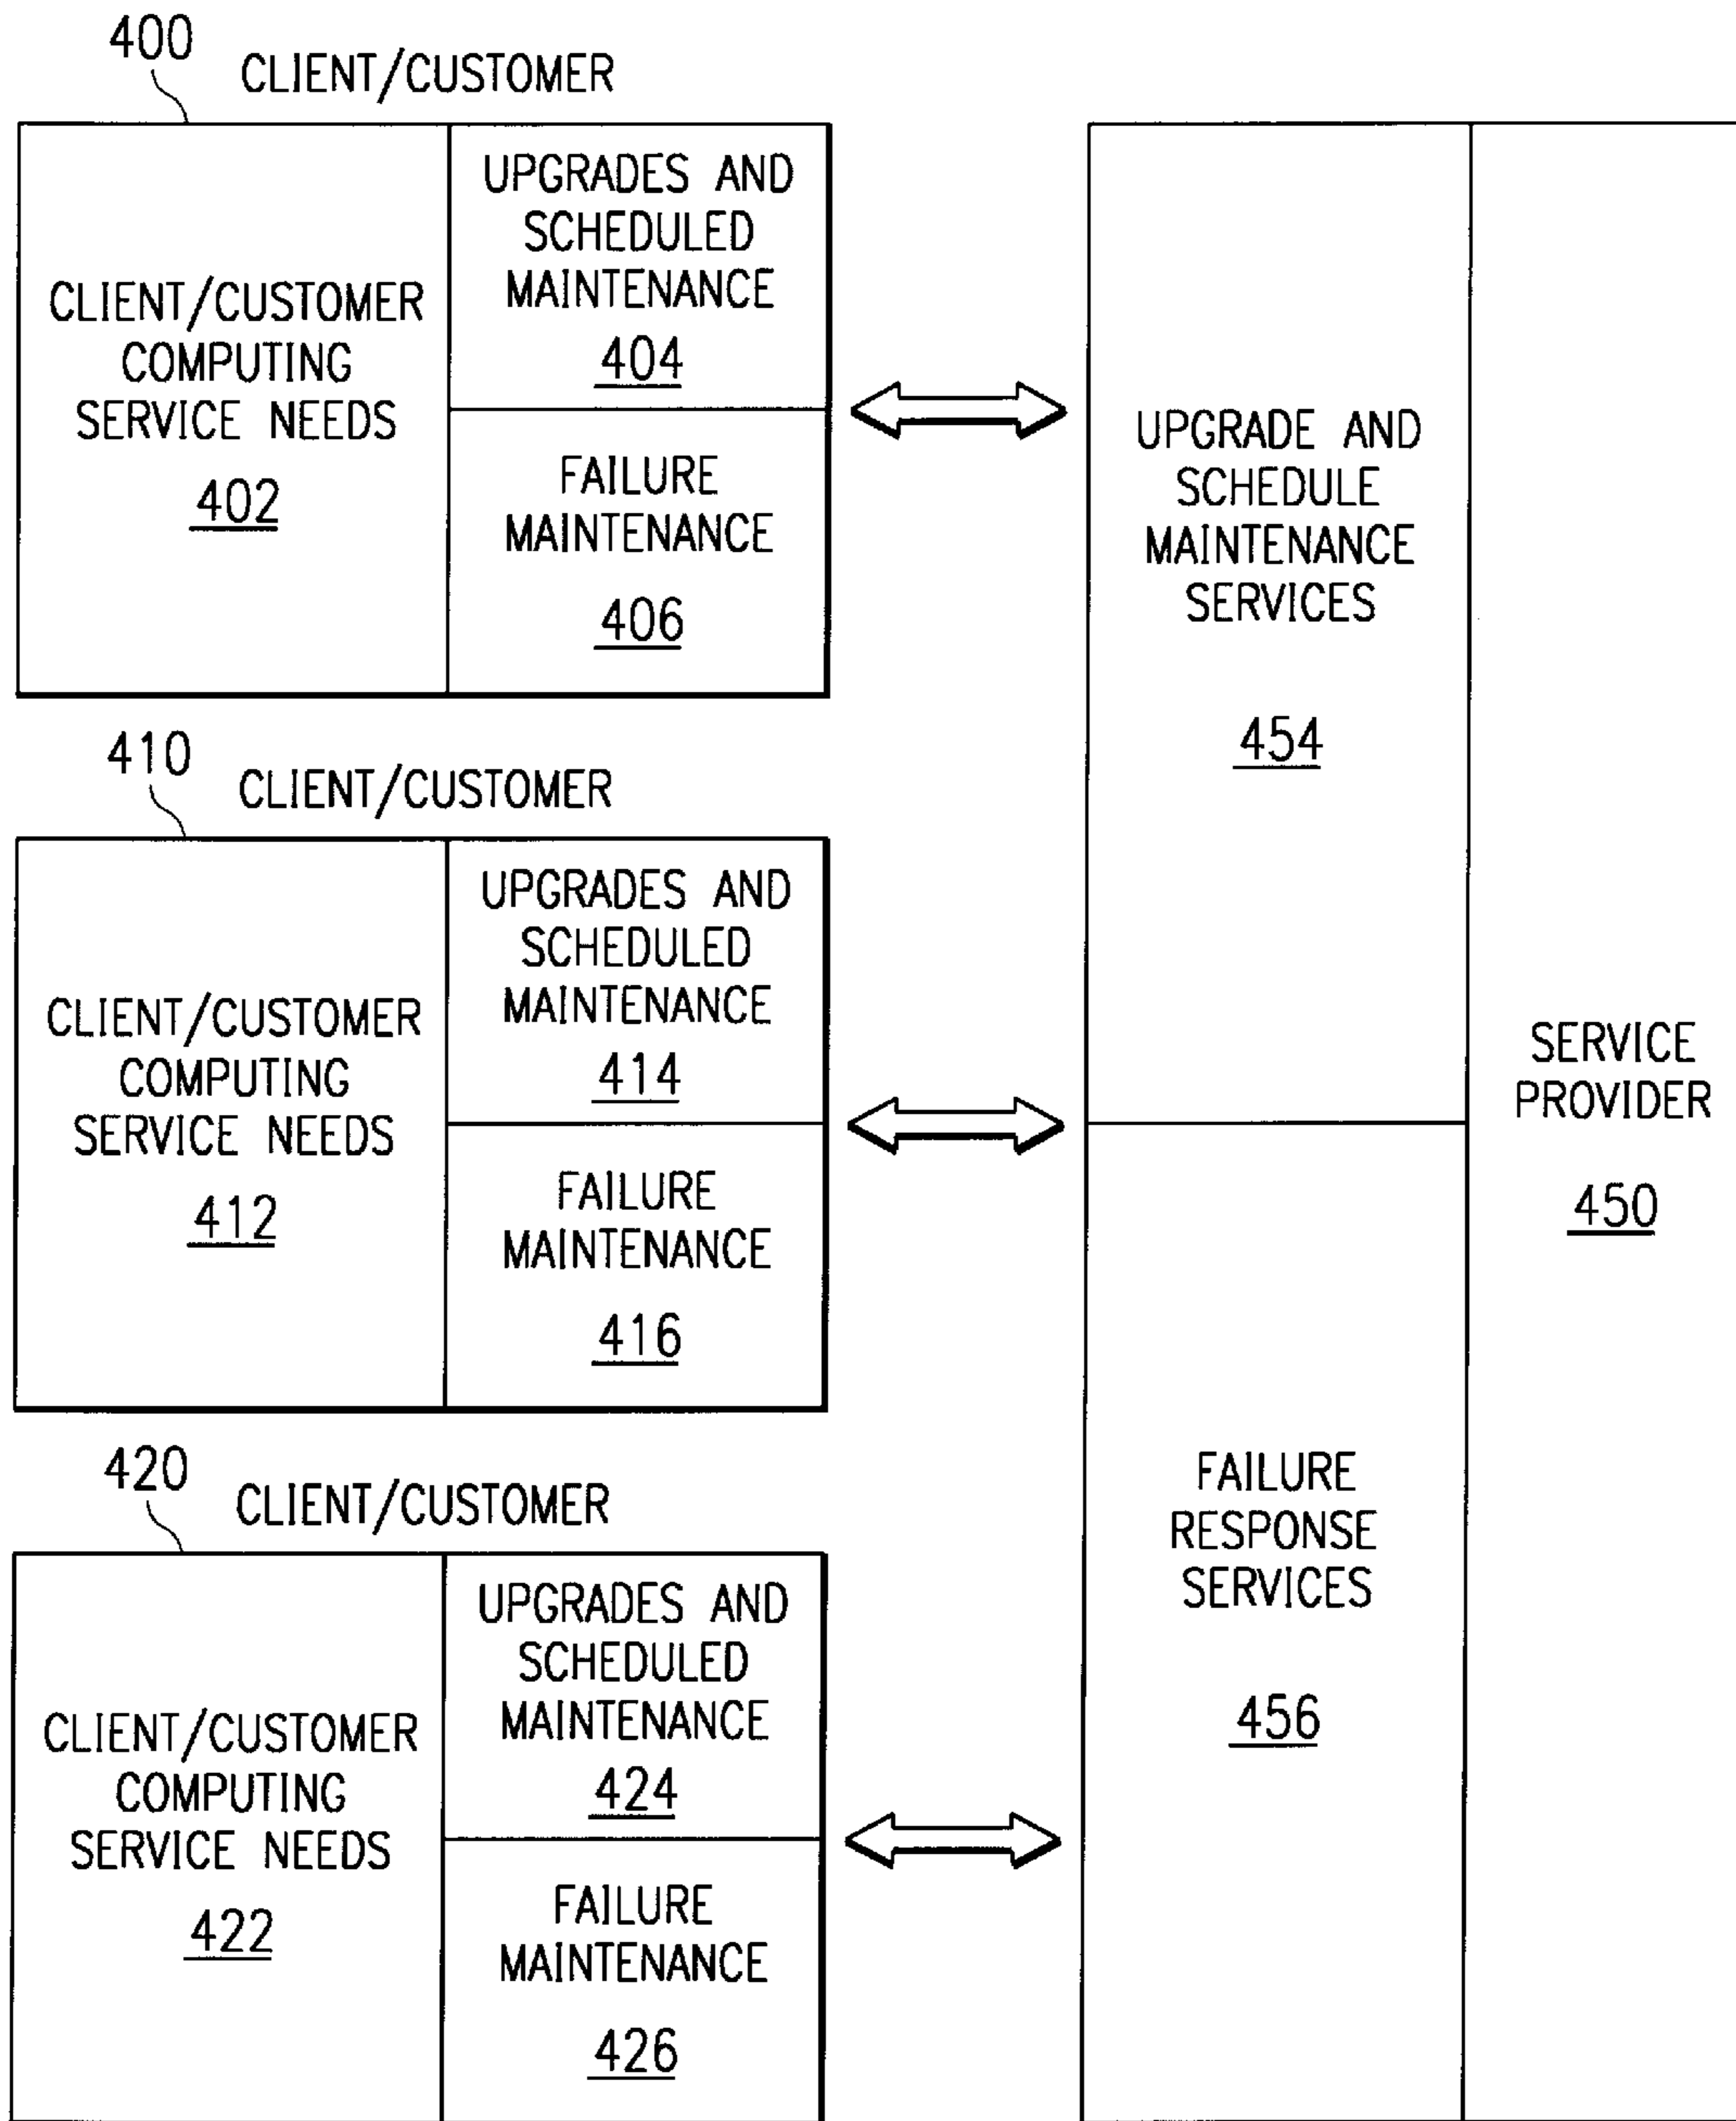 400
CLIENT/CUSTOMER
CLIENT/CUSTOMER
COMPUTING
SERVICE NEEDS
402
UPGRADES AND
SCHEDULED
MAINTENANCE
404
FAILURE
MAINTENANCE
406
410
CLIENT/CUSTOMER
CLIENT/CUSTOMER
COMPUTING
SERVICE NEEDS
412
UPGRADES AND
SCHEDULED
MAINTENANCE
414
FAILURE
MAINTENANCE
416
420
CLIENT/CUSTOMER
CLIENT/CUSTOMER
COMPUTING
SERVICE NEEDS
422
UPGRADES AND
SCHEDULED
MAINTENANCE
424
FAILURE
MAINTENANCE
426
UPGRADE AND
SCHEDULE
MAINTENANCE
SERVICES
454
FAILURE
RESPONSE
SERVICES
456
SERVICE
PROVIDER
450